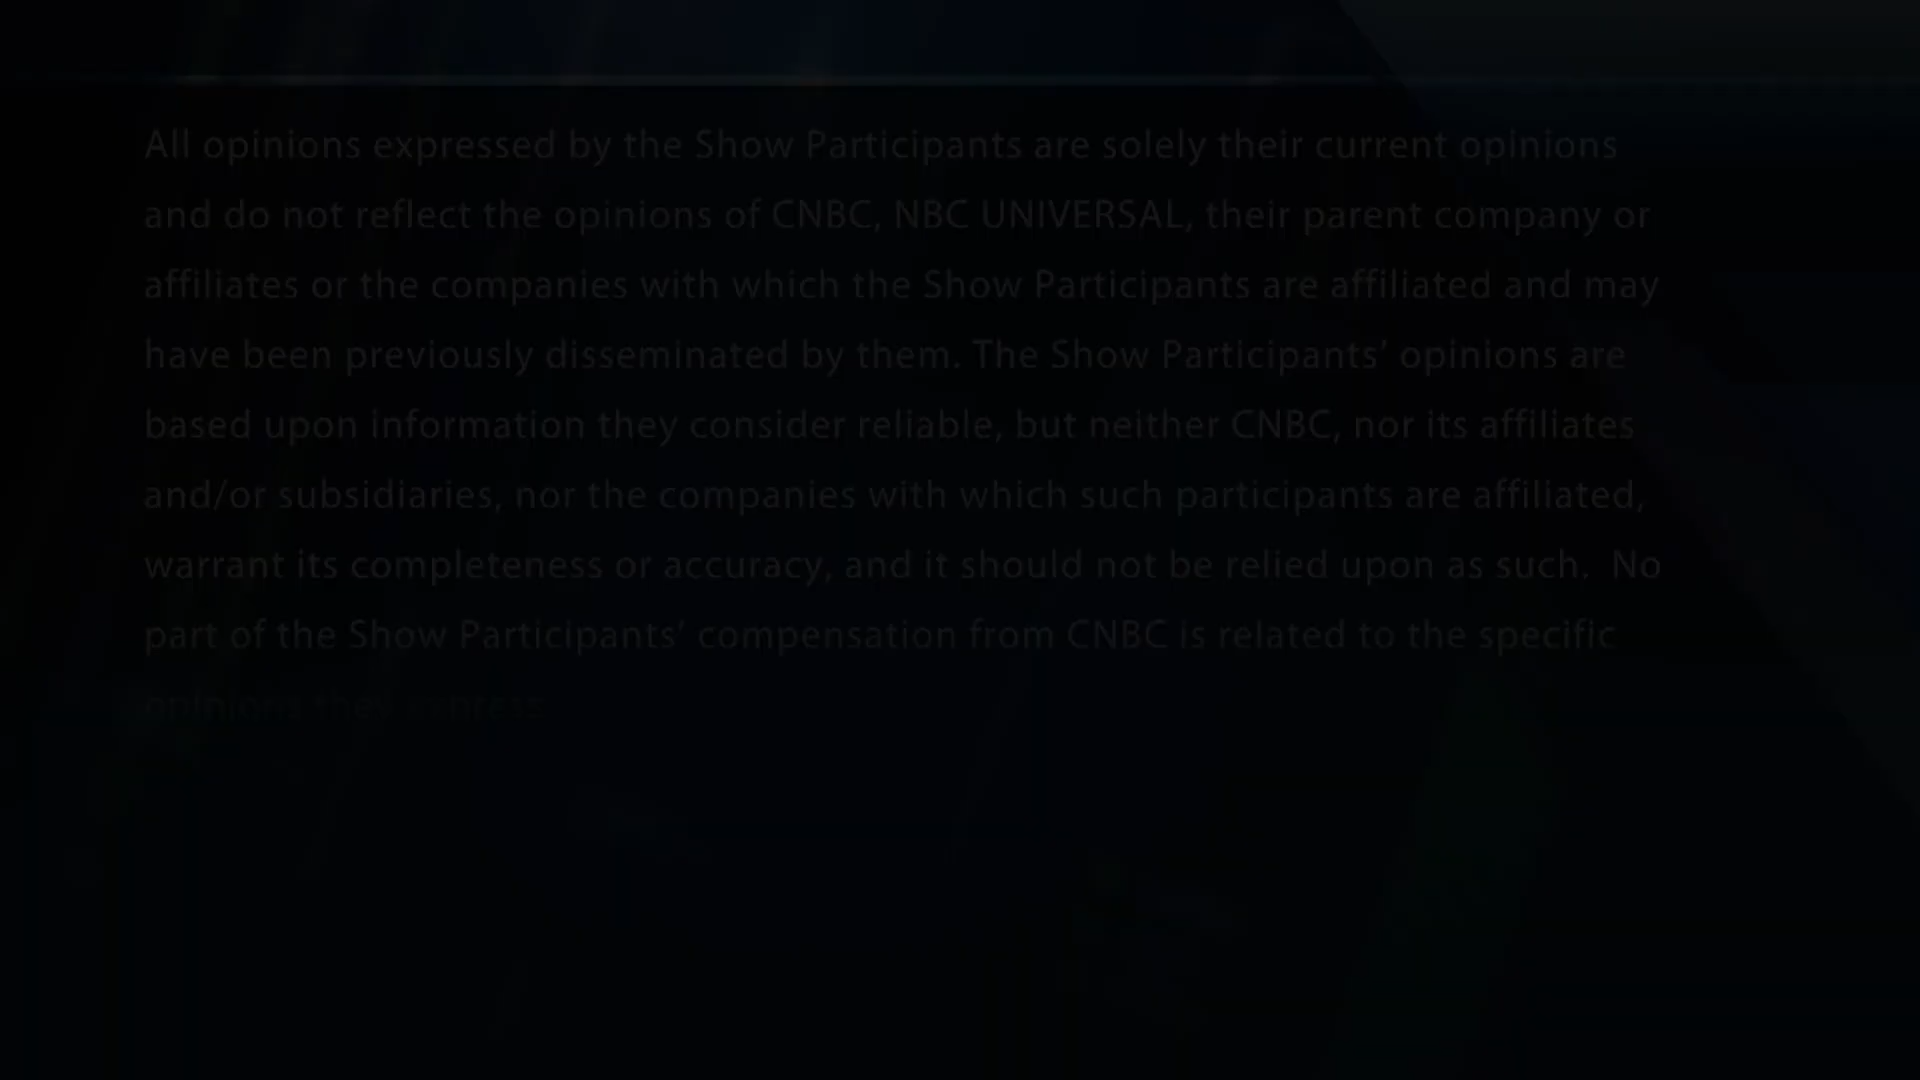 All opinions expressed by the Show Participants are solely their current opinions
and do not reflect the opinions of CNBC, NBC UNIVERSAL, their parent company or
affiliates or the companies with which the Show Participants are affiliated and may
have been previously disseminated by them. The Show Participants’ opinions are
based upon information they consider reliable, but neither CNBC, nor its affiliates
and/or subsidiaries, nor the companies with which such participants are affiliated,
warrant its completeness or accuracy, and it should not be relied upon as such.  No
part of the Show Participants’ compensation from CNBC is related to the specific
opinions they express